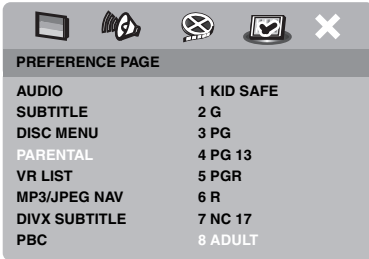 PREFERENCE PAGE
AUDIO 1 KID SAFE
SUBTITLE 2 G
DISC MENU 3 PG
PARENTAL 4 PG 13
VR LIST 5 PGR
MP3/JPEG NAV 6 R
DIVX SUBTITLE 7 NC 17
PBC 8 ADULT